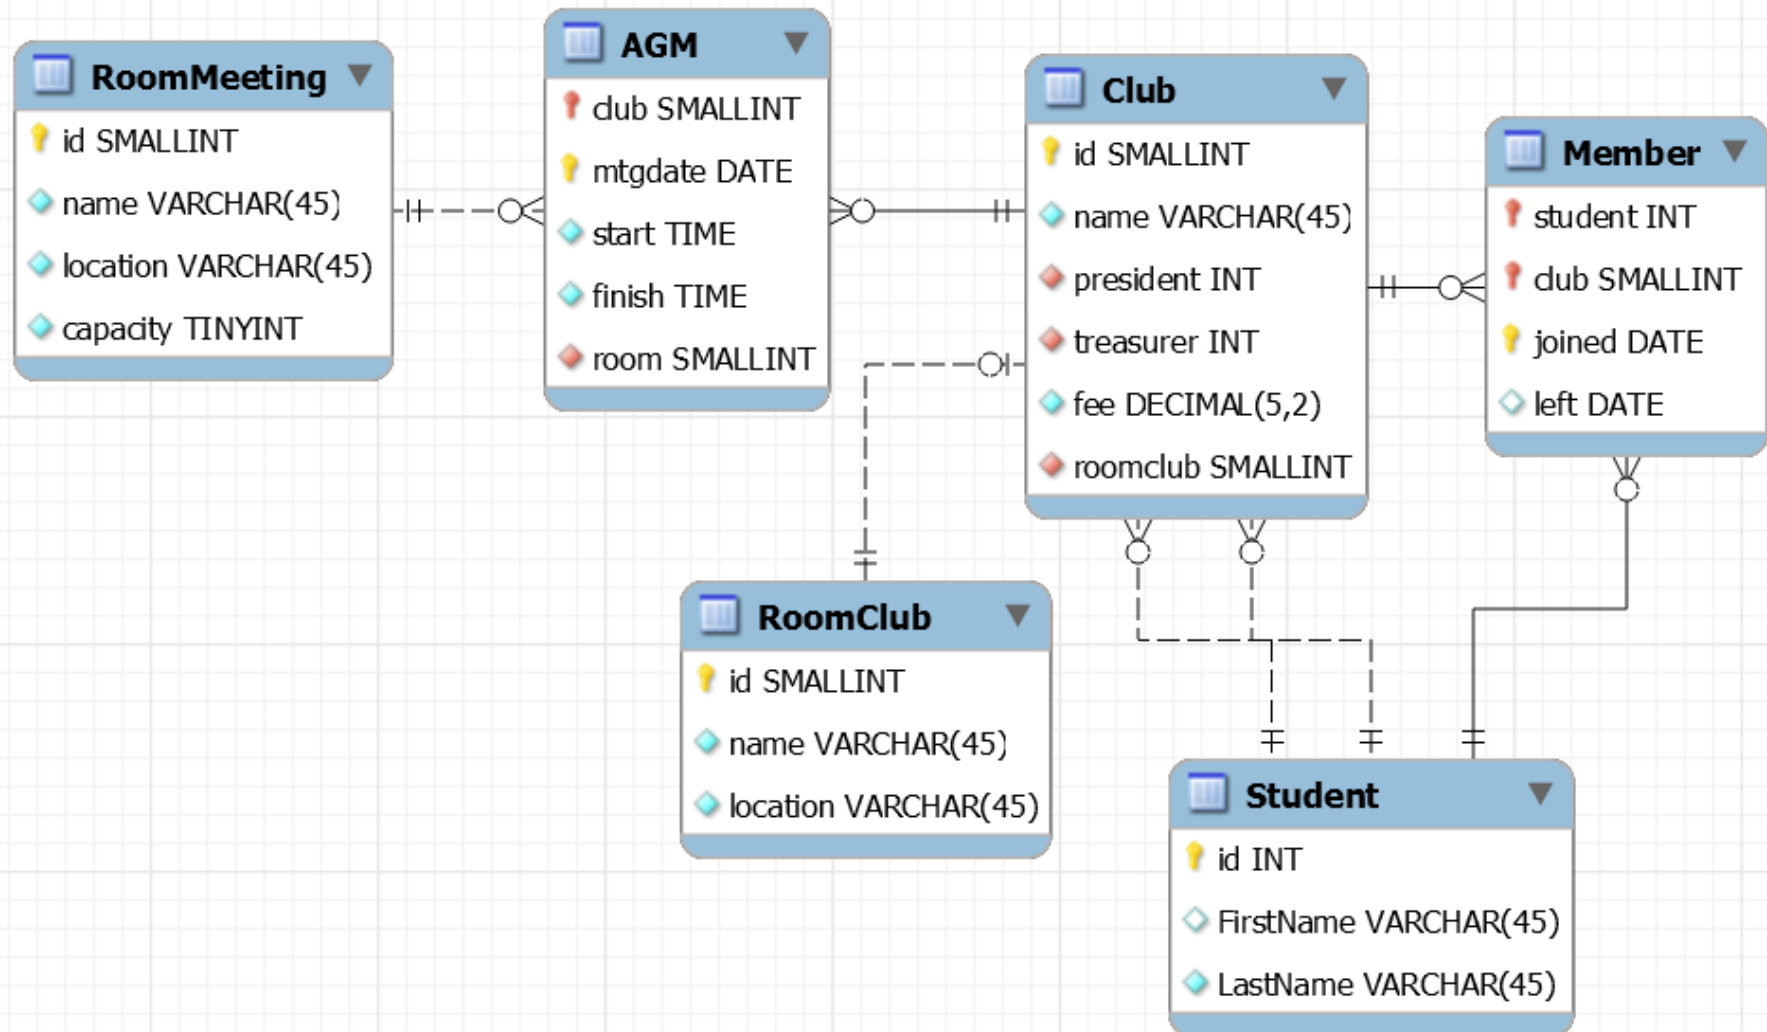 RoomMeeting
id SMALLINT
name VARCHAR(45)
location VARCHAR(45)
capacity TINYINT
AGM
club SMALLINT
mtgdate DATE
start TIME
finish TIME
room SMALLINT
Club
id SMALLINT
name VARCHAR(45)
president INT
treasurer INT
fee DECIMAL(5,2)
roomclub SMALLINT
Member
student INT
club SMALLINT
joined DATE
left DATE
RoomClub
id SMALLINT
name VARCHAR(45)
location VARCHAR(45)
Student
id INT
FirstName VARCHAR(45)
LastName VARCHAR(45)